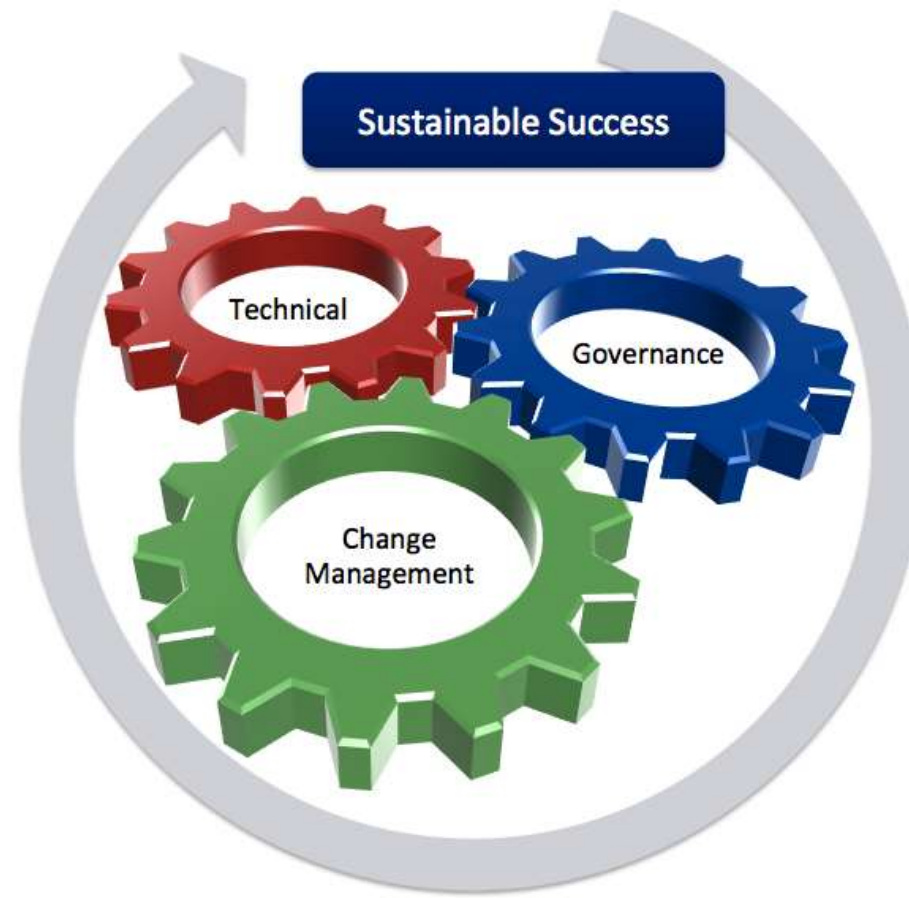 Sustainable Success
Technical
Governance
Change
Management